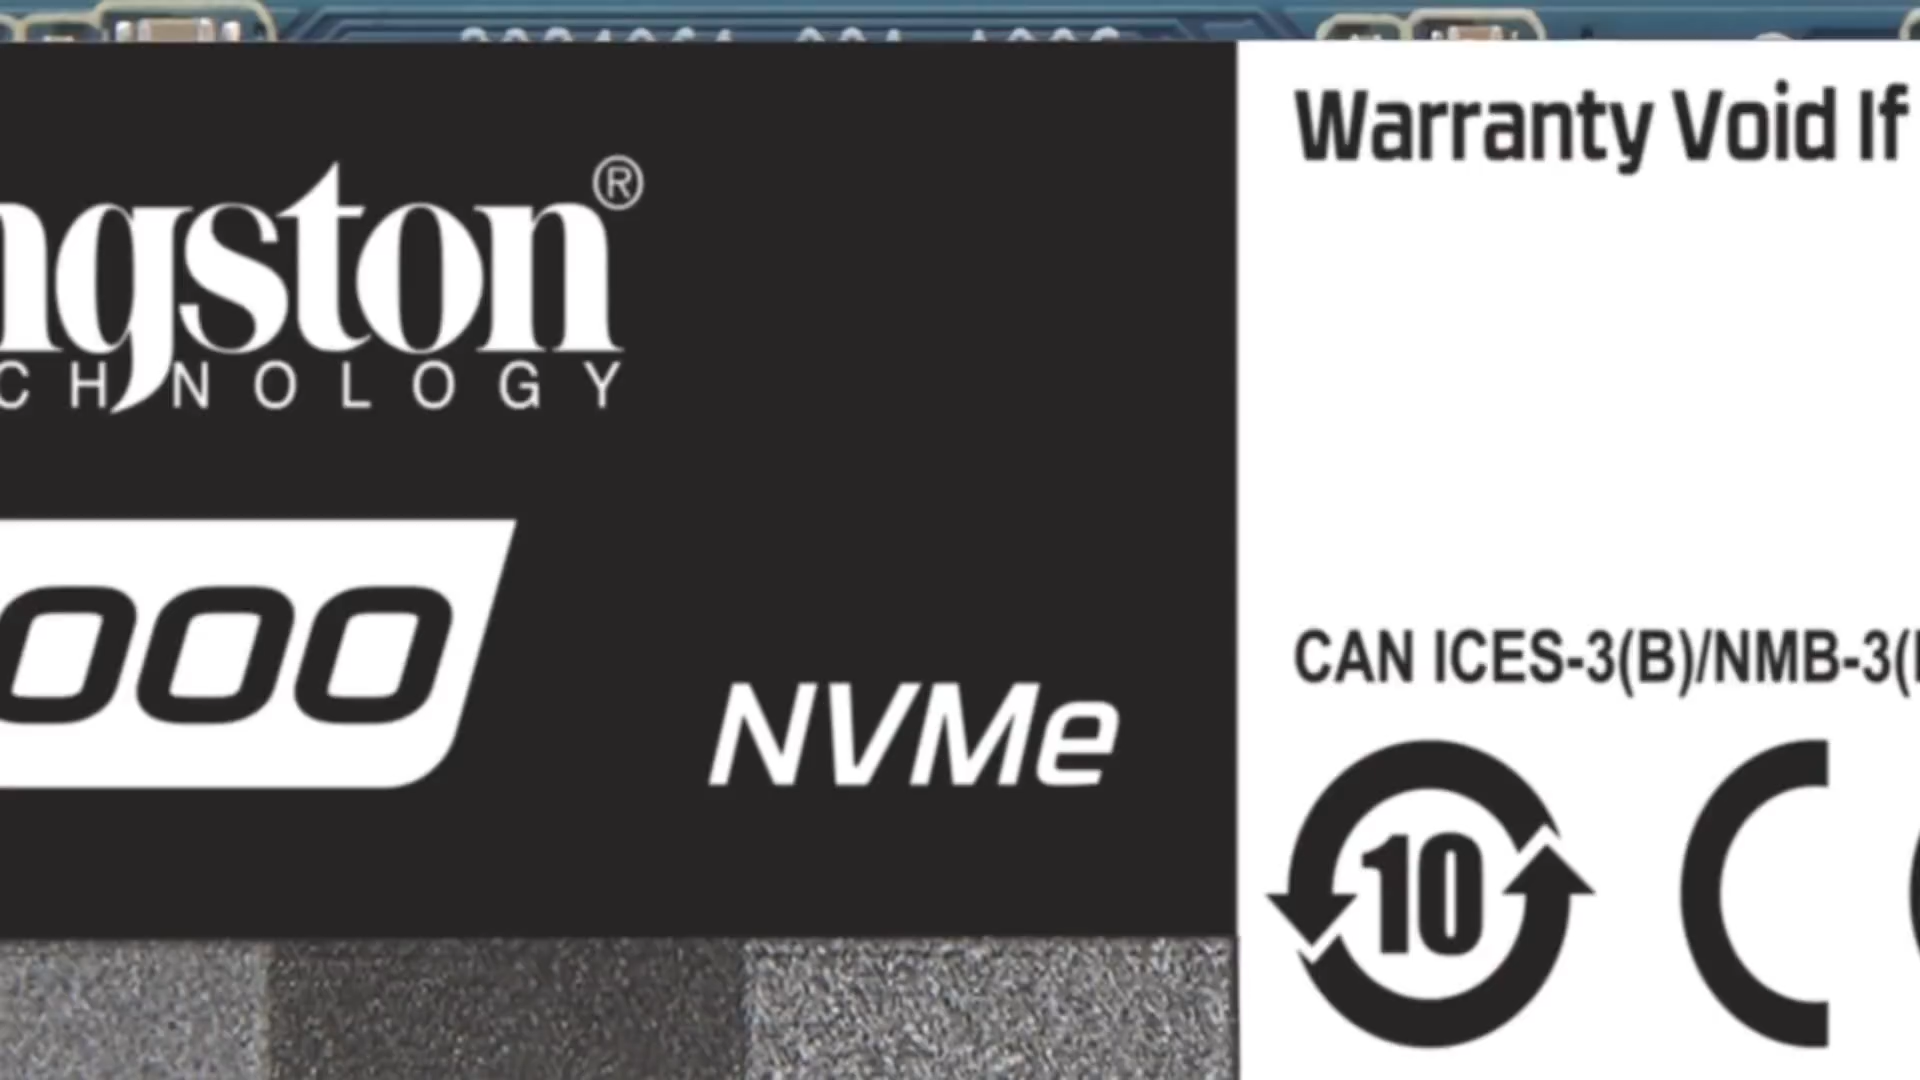 ngston®
CHNOLOGY
000
NVMe
Warranty Void If
CAN ICES-3(B)/NMB-3(
10